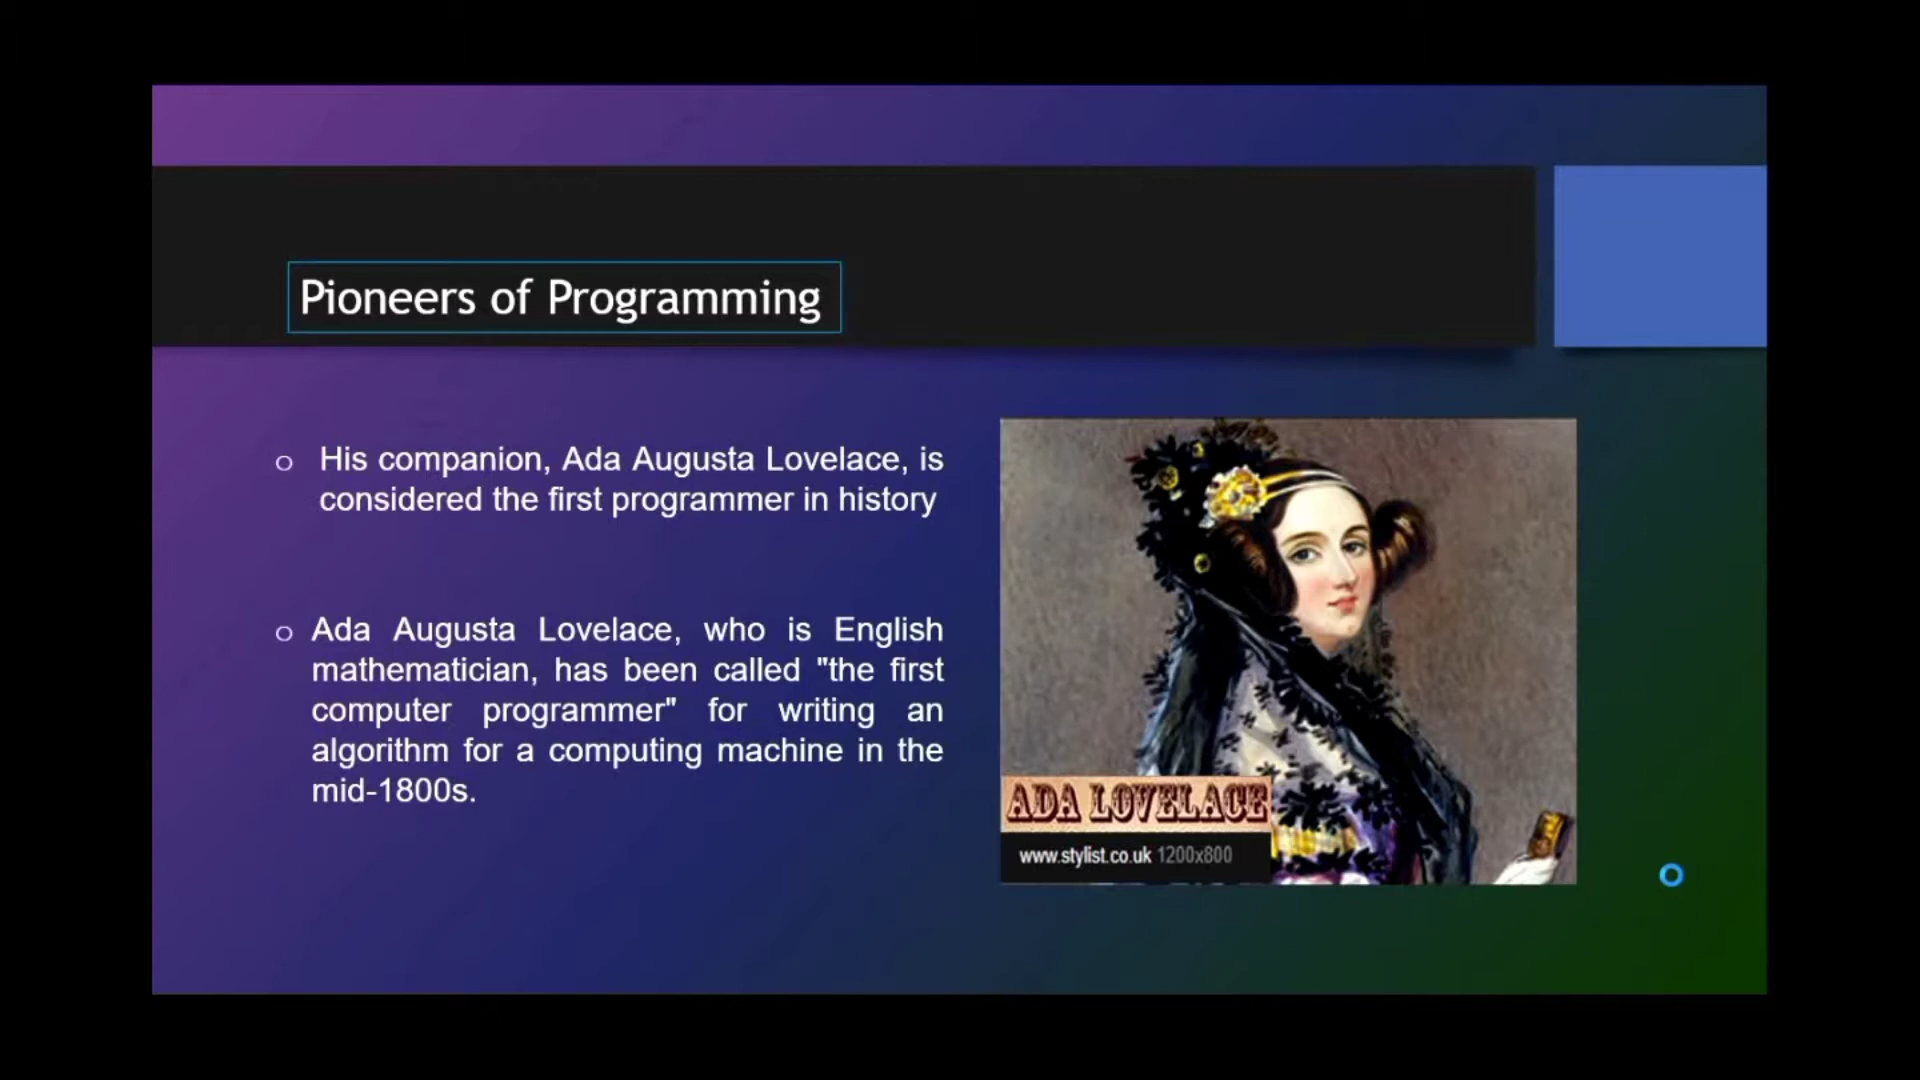 Pioneers of Programming
o His companion, Ada Augusta Lovelace, is
considered the first programmer in history
o Ada Augusta Lovelace, who is English
mathematician, has been called "the first
computer programmer" for writing an
algorithm for a computing machine in the
mid-1800s.
ADA LOVELACE
www.stylist.co.uk 1200x800